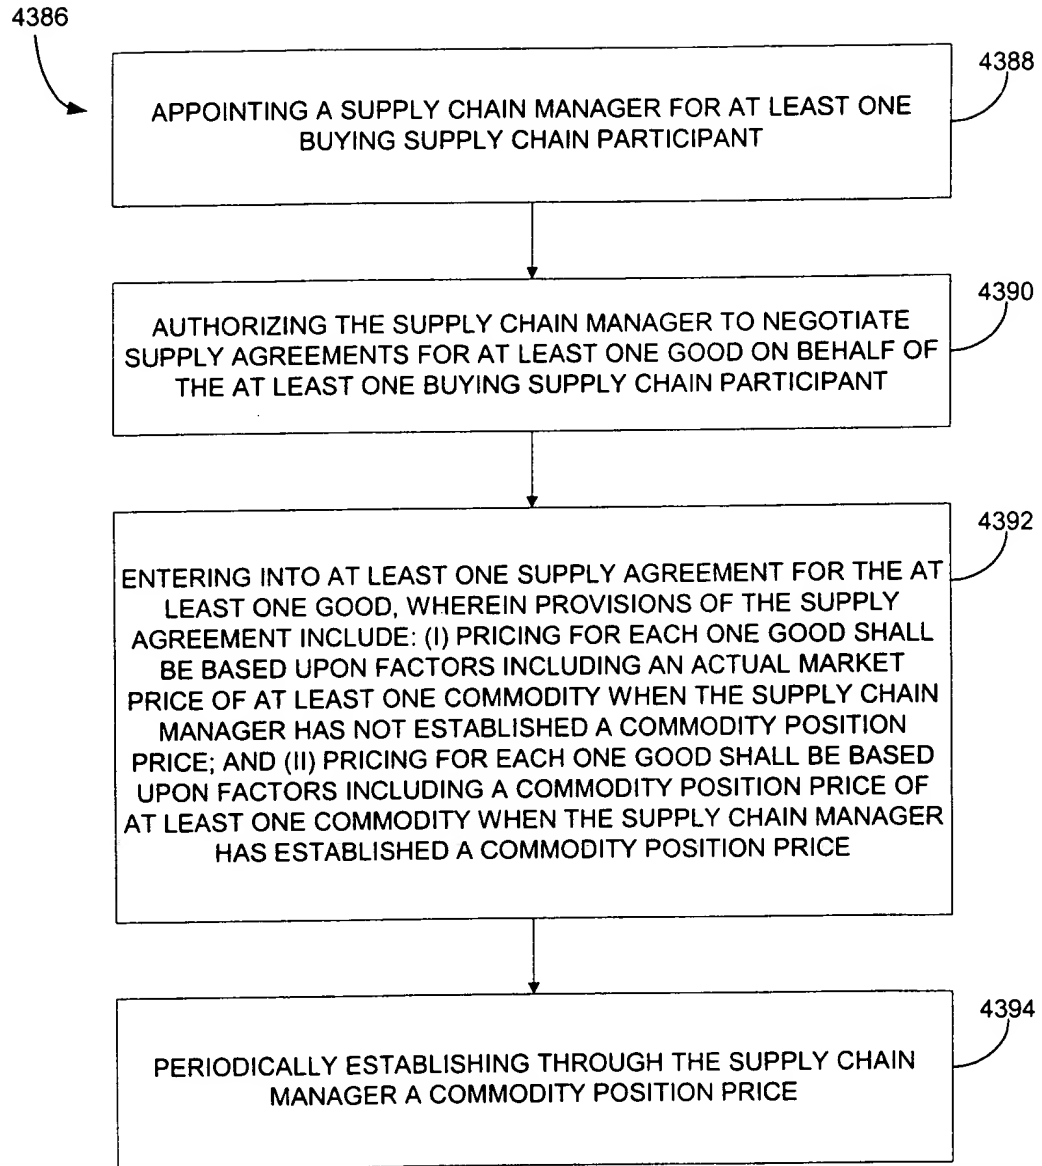 4386
4388
APPOINTING A SUPPLY CHAIN MANAGER FOR AT LEAST ONE
BUYING SUPPLY CHAIN PARTICIPANT
4390
AUTHORIZING THE SUPPLY CHAIN MANAGER TO NEGOTIATE
SUPPLY AGREEMENTS FOR AT LEAST ONE GOOD ON BEHALF OF
THE AT LEAST ONE BUYING SUPPLY CHAIN PARTICIPANT
4392
ENTERING INTO AT LEAST ONE SUPPLY AGREEMENT FOR THE AT
LEAST ONE GOOD, WHEREIN PROVISIONS OF THE SUPPLY
AGREEMENT INCLUDE: (I) PRICING FOR EACH ONE GOOD SHALL
BE BASED UPON FACTORS INCLUDING AN ACTUAL MARKET
PRICE OF AT LEAST ONE COMMODITY WHEN THE SUPPLY CHAIN
MANAGER HAS NOT ESTABLISHED A COMMODITY POSITION
PRICE; AND (II) PRICING FOR EACH ONE GOOD SHALL BE BASED
UPON FACTORS INCLUDING A COMMODITY POSITION PRICE OF
AT LEAST ONE COMMODITY WHEN THE SUPPLY CHAIN MANAGER
HAS ESTABLISHED A COMMODITY POSITION PRICE
4394
PERIODICALLY ESTABLISHING THROUGH THE SUPPLY CHAIN
MANAGER A COMMODITY POSITION PRICE